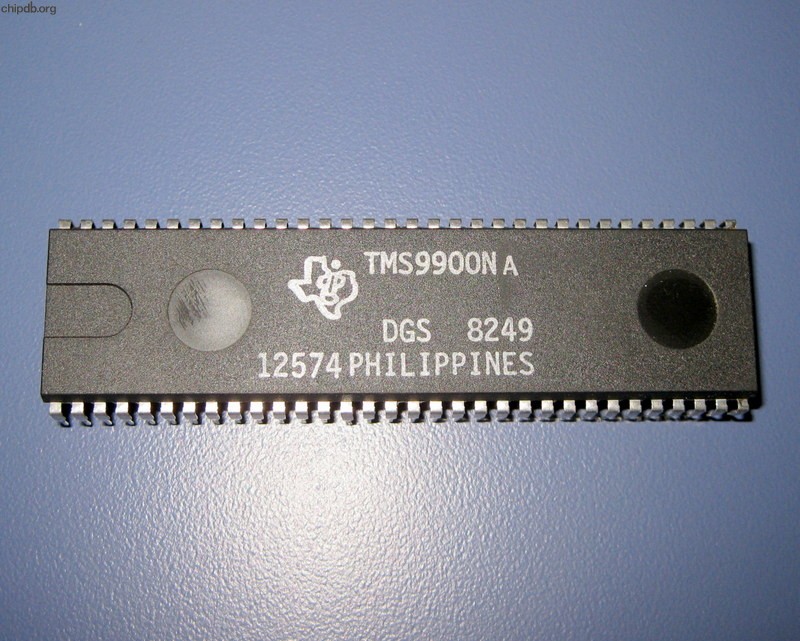 chipdb.org
TMS9900NA
DGS 8249
12574PHILIPPINES